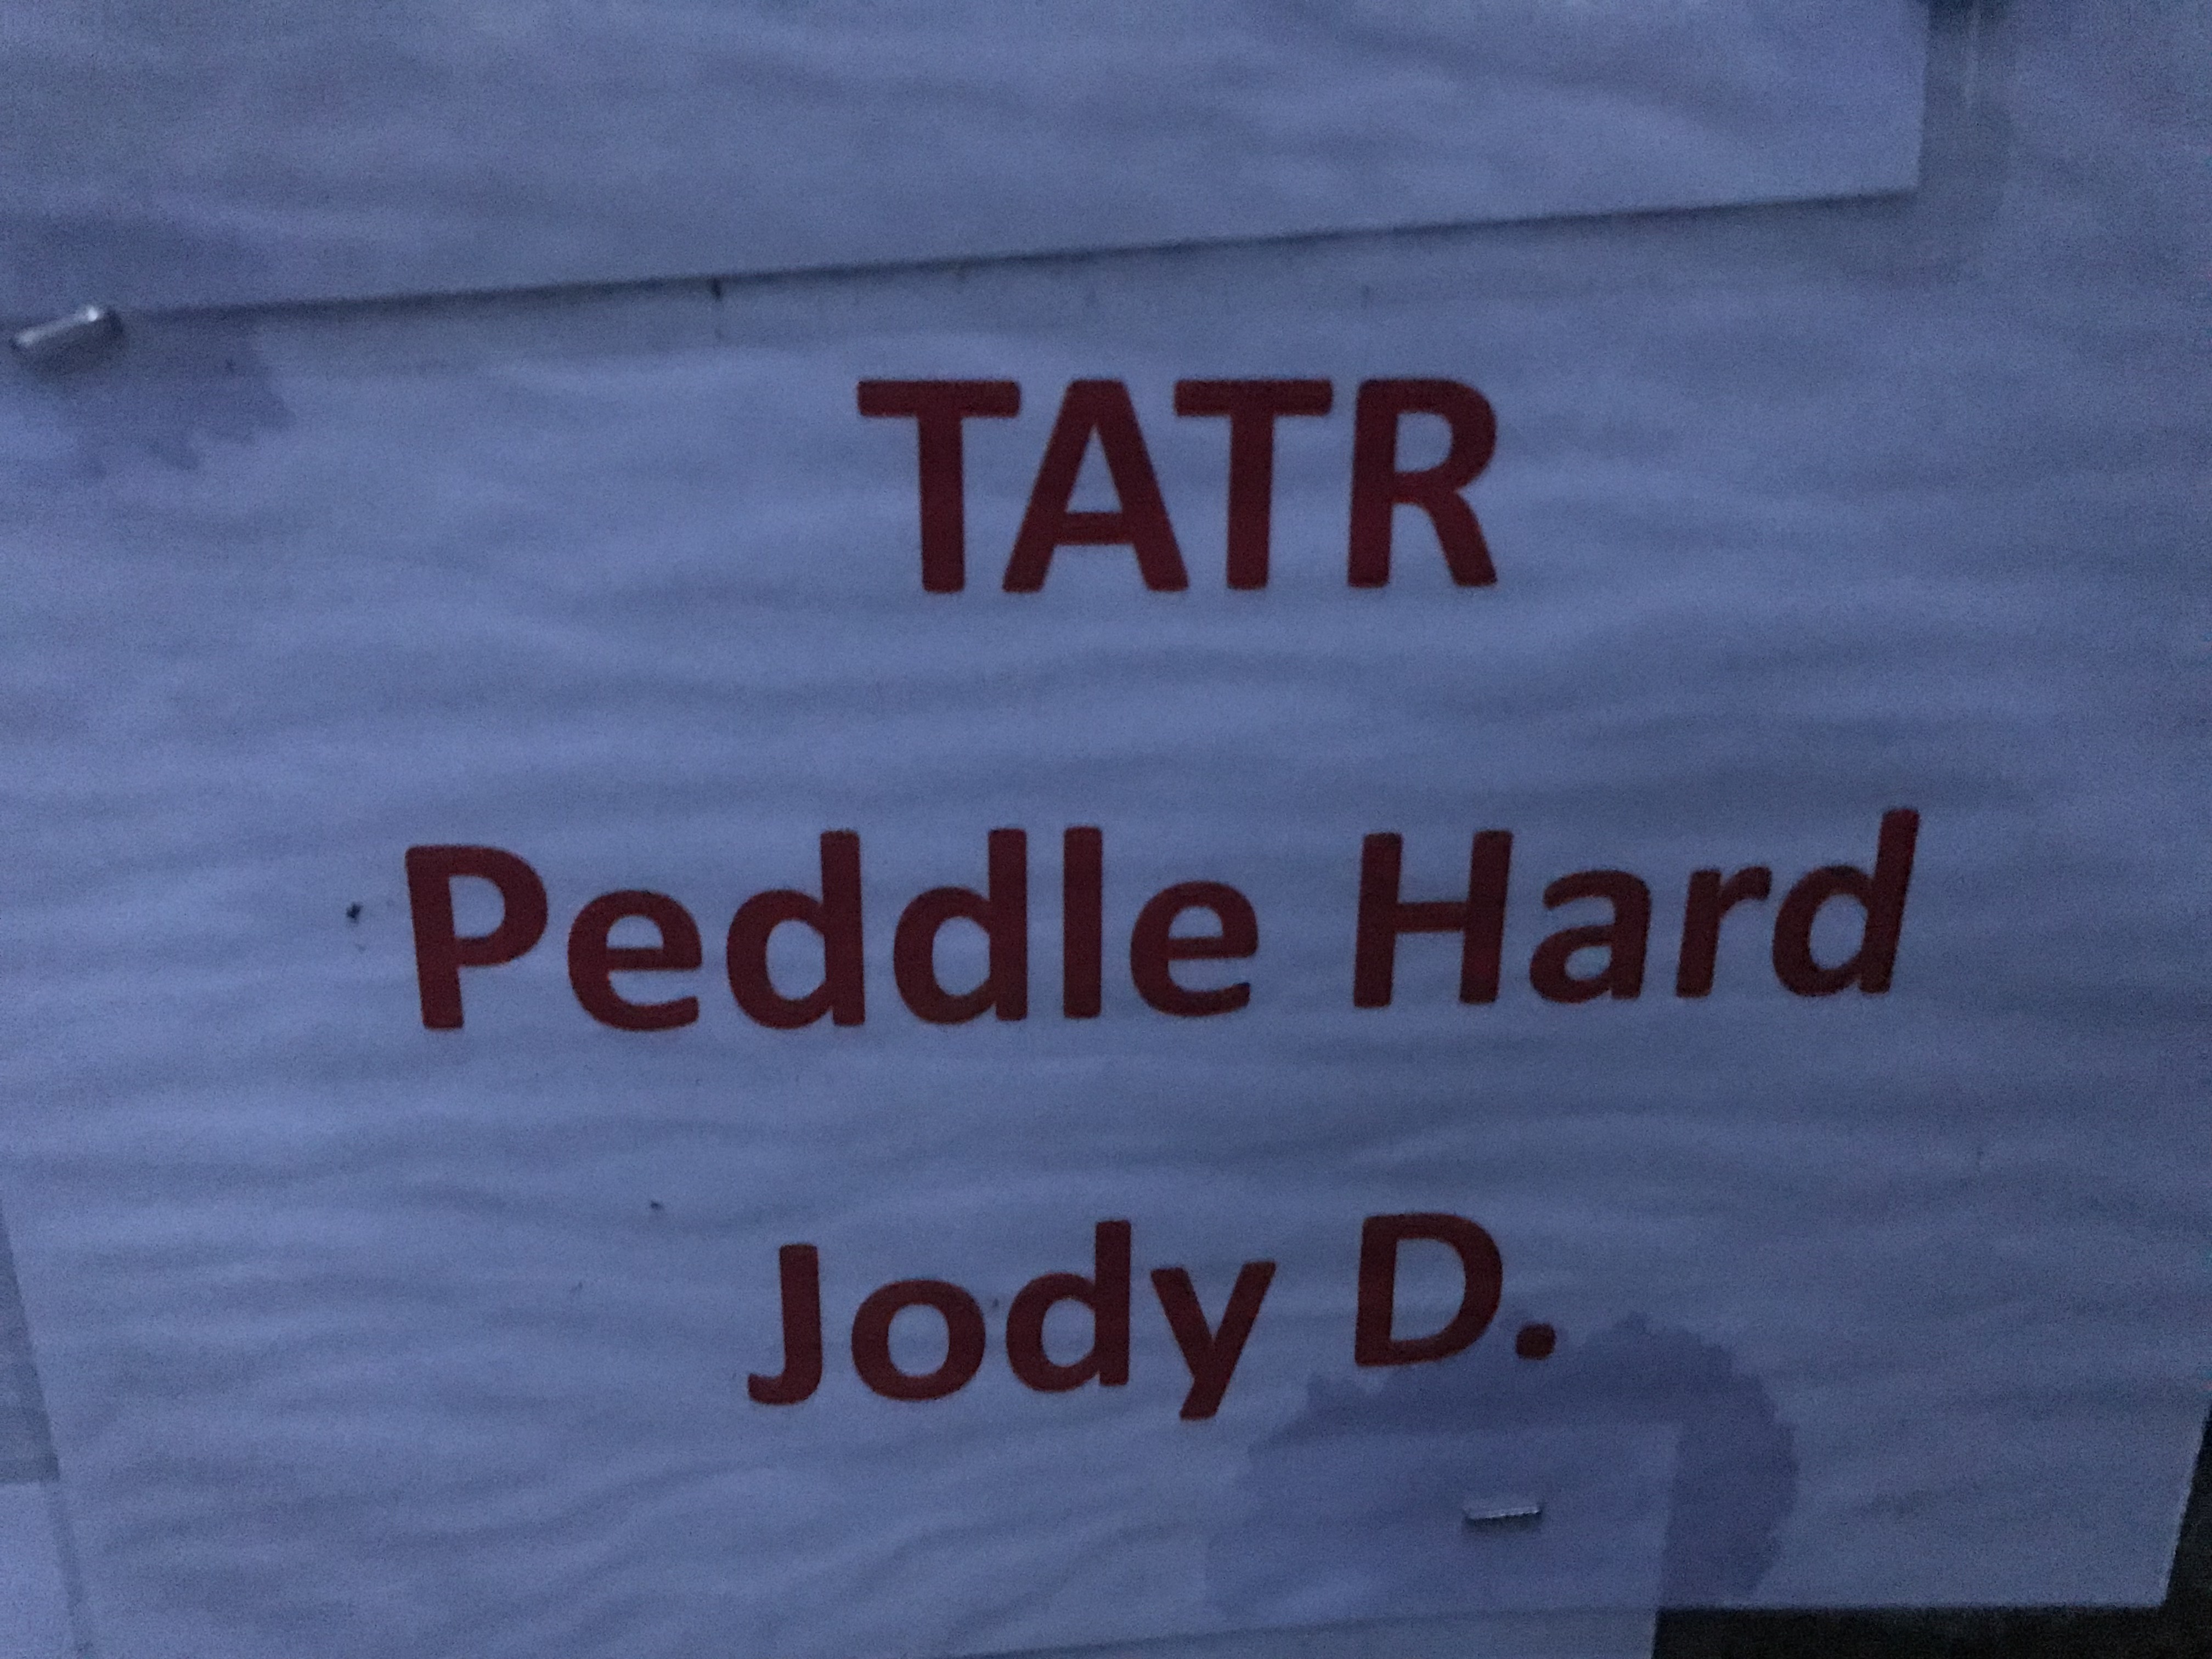 TATR
Peddle Hard
Jody D.